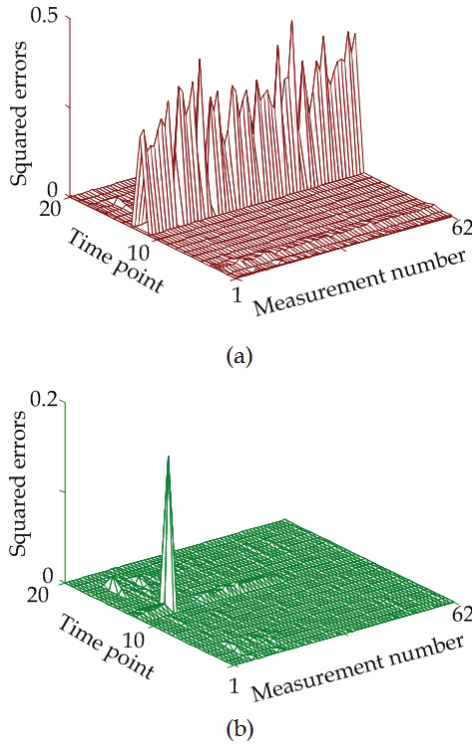 0.5
Squared errors
0
20
Time point
10
1
Measurement number
62
(a)
0.2
Squared errors
0
20
Time point
10
1
Measurement number
62
(b)